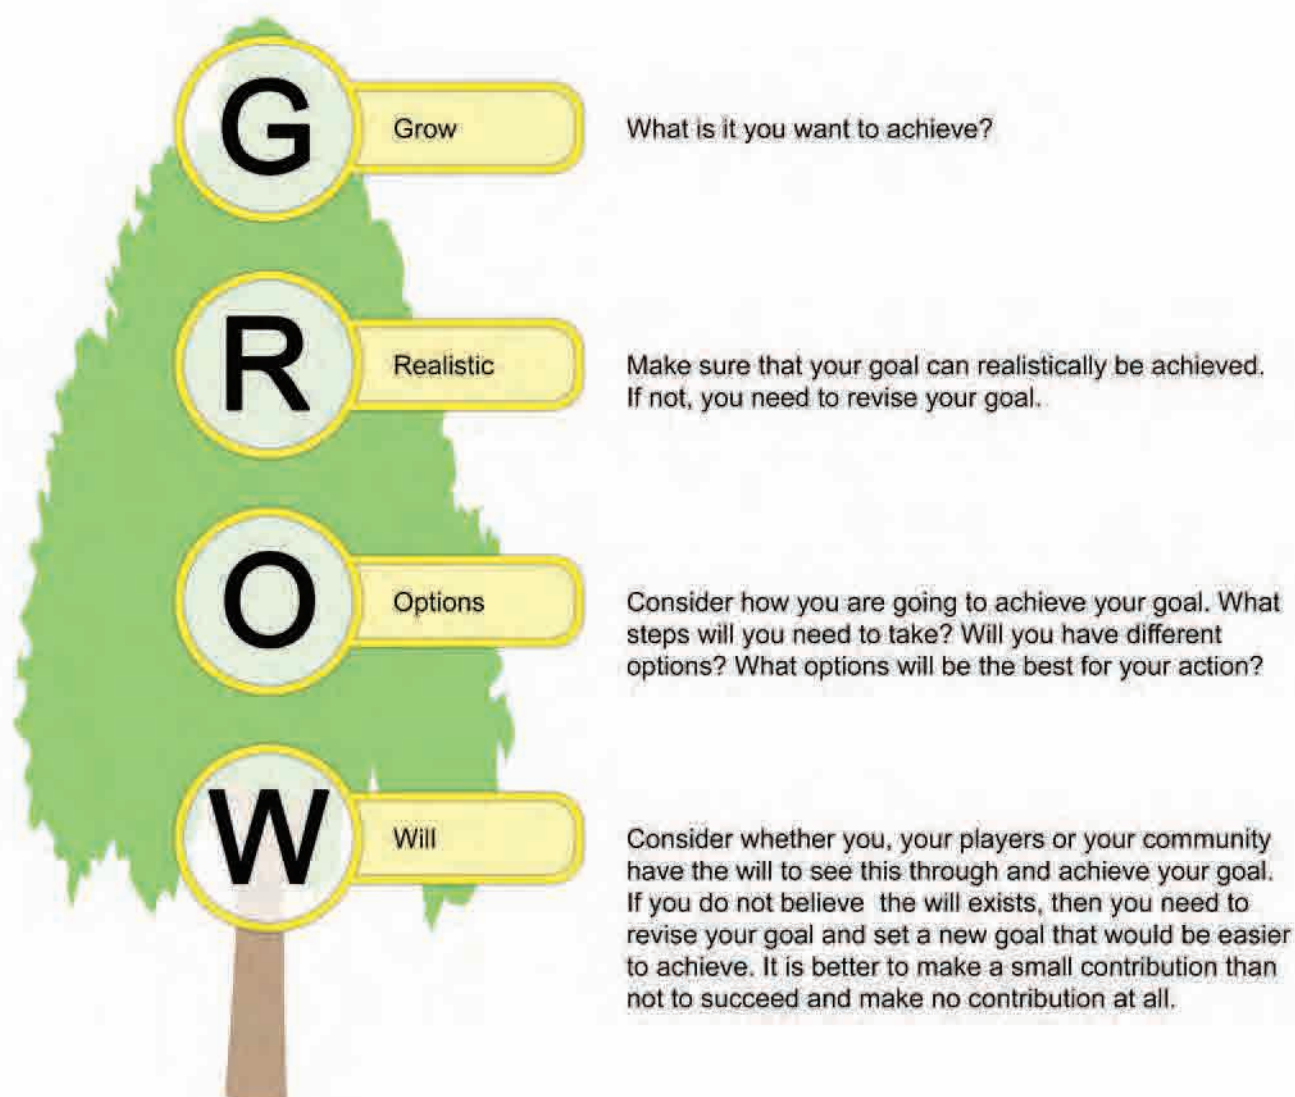 G
Grow
What is it you want to achieve?
R
Realistic
Make sure that your goal can realistically be achieved.
If not, you need to revise your goal.
O
Options
Consider how you are going to achieve your goal. What
steps will you need to take? Will you have different
options? What options will be the best for your action?
W
Will
Consider whether you, your players or your community
have the will to see this through and achieve your goal.
If you do not believe the will exists, then you need to
revise your goal and set a new goal that would be easier
to achieve. It is better to make a small contribution than
not to succeed and make no contribution at all.